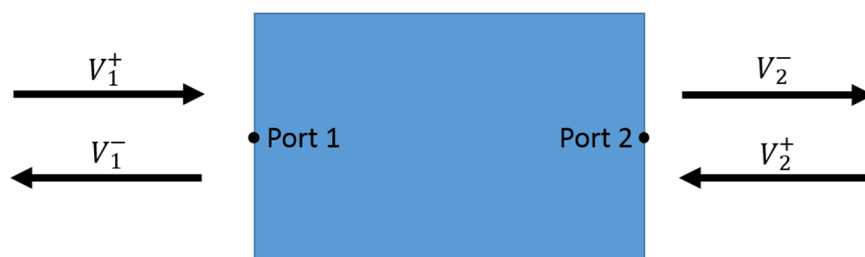 V₁⁺ V₂⁻
Port 1 Port 2
V₁⁻ V₂⁺